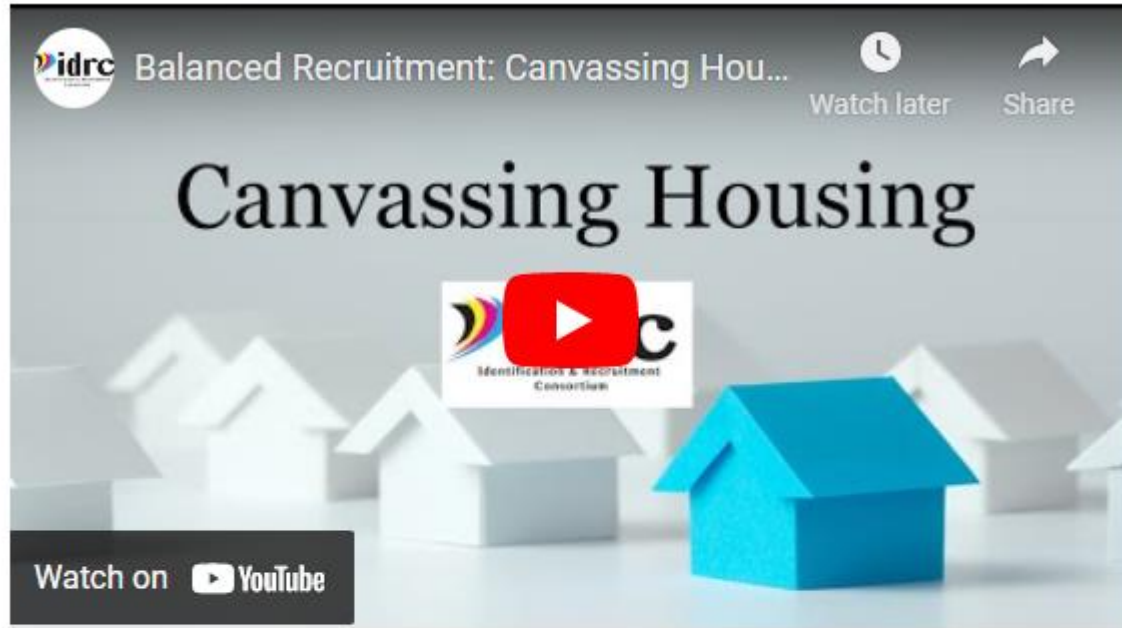 idrc
Balanced Recruitment: Canvassing Hou...
Watch later
Share
Canvassing Housing
c
Identification & Recruitment
Consortium
Watch on YouTube